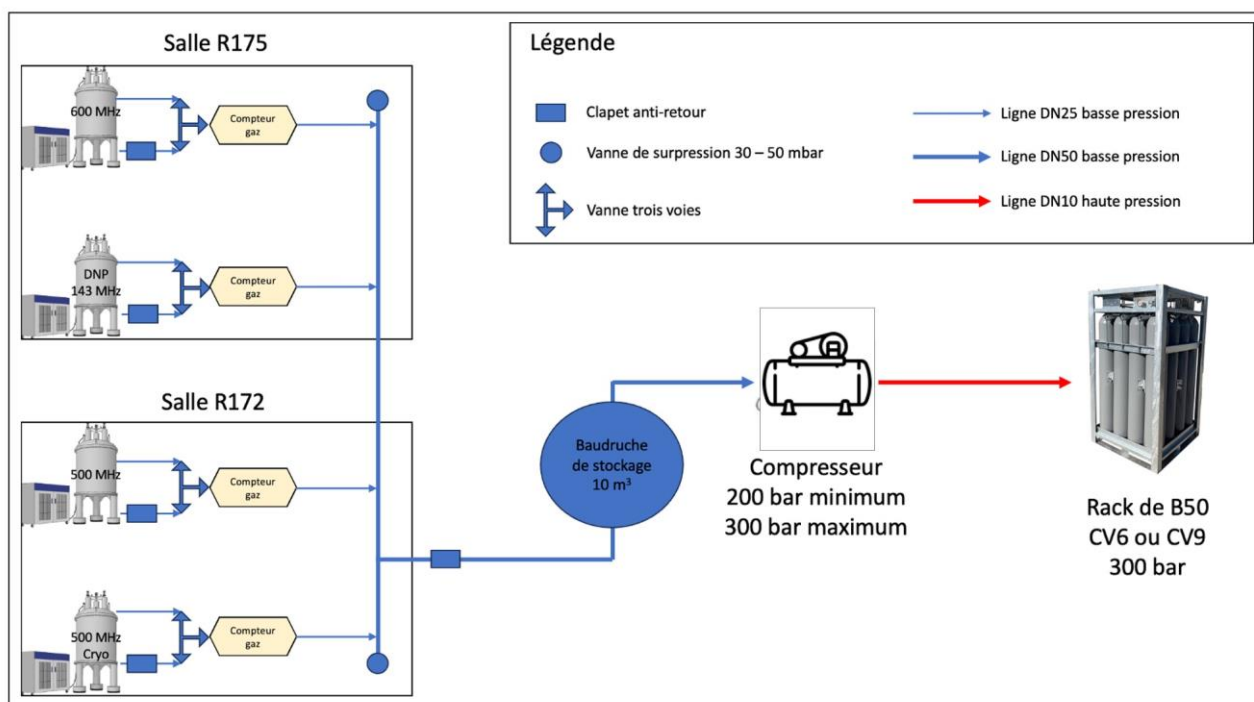 Salle R175
600 MHz
Compteur
gaz
DNP
143 MHz
Compteur
gaz
Légende
Clapet anti-retour
Vanne de surpression 30 – 50 mbar
Vanne trois voies
Ligne DN25 basse pression
Ligne DN50 basse pression
Ligne DN10 haute pression
Salle R172
500 MHz
Compteur
gaz
500 MHz
Cryo
Compteur
gaz
Baudruche
de stockage
10 m³
Compresseur
200 bar minimum
300 bar maximum
Rack de B50
CV6 ou CV9
300 bar